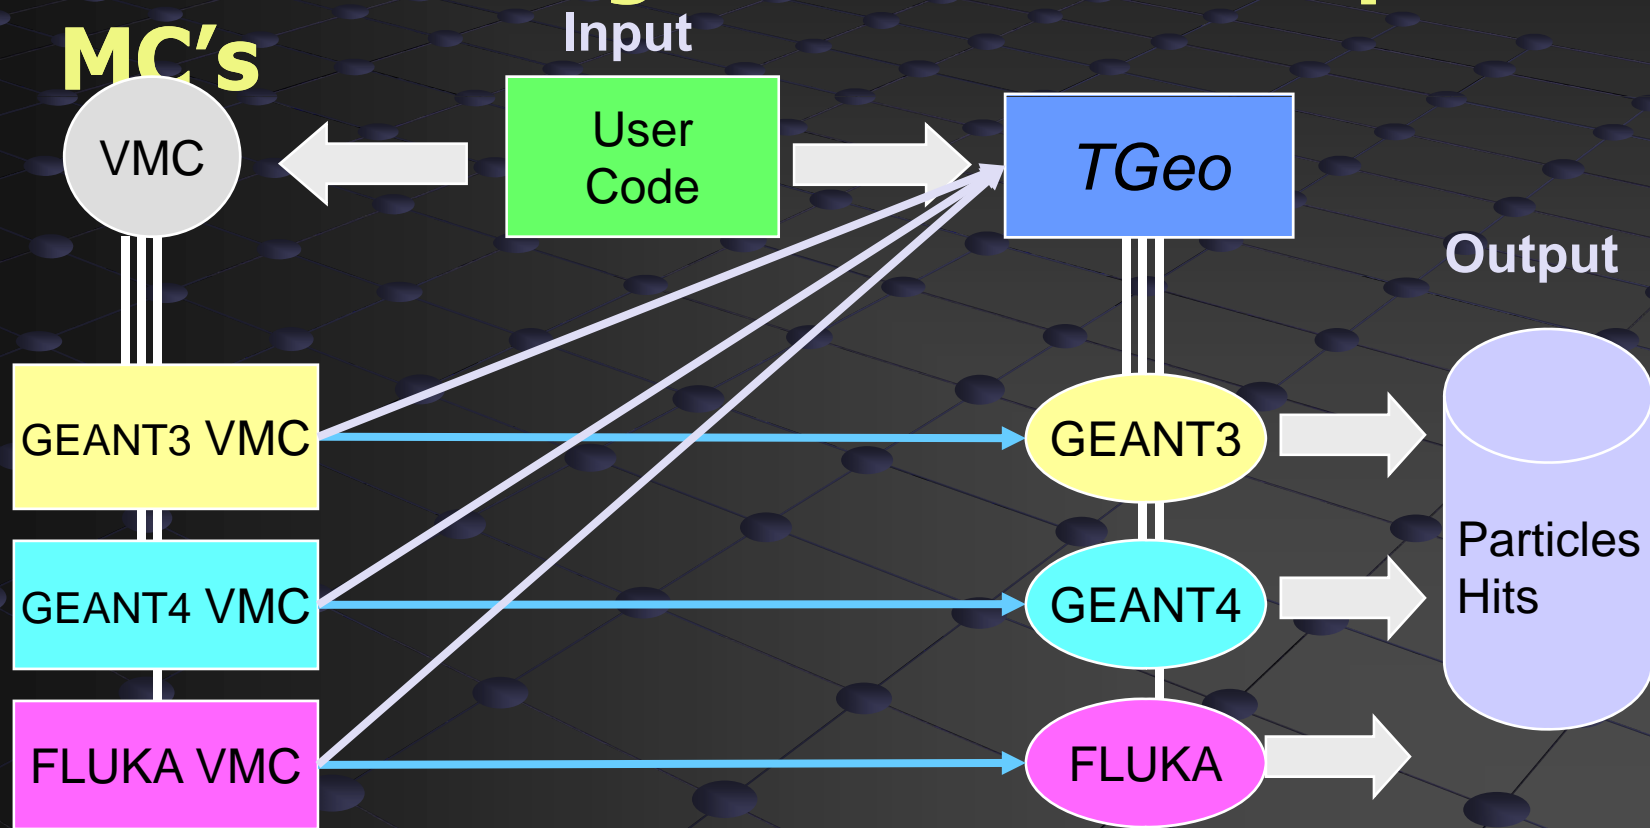 MC's
Input
VMC
User
Code
TGeo
Output
GEANT3 VMC
GEANT3
GEANT4 VMC
GEANT4
Particles
Hits
FLUKA VMC
FLUKA